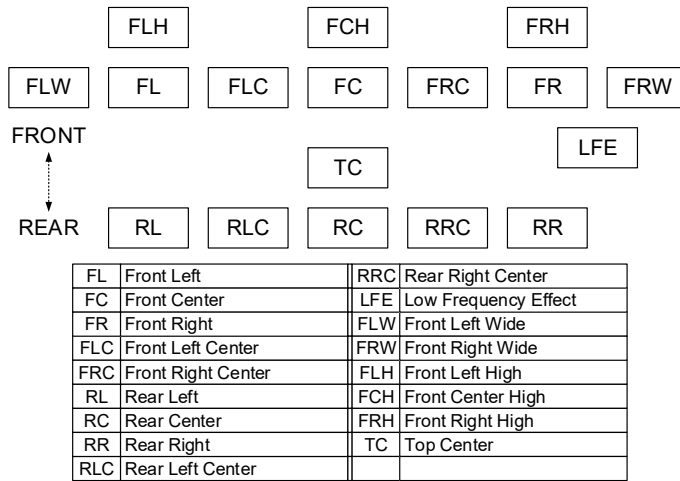 FLH FCH FRH
FLW FL FLC FC FRC FR FRW
FRONT
LFE
TC
REAR RL RLC RC RRC RR
FL Front Left RRC Rear Right Center
FC Front Center LFE Low Frequency Effect
FR Front Right FLW Front Left Wide
FLC Front Left Center FRW Front Right Wide
FRC Front Right Center FLH Front Left High
RL Rear Left FCH Front Center High
RC Rear Center FRH Front Right High
RR Rear Right TC Top Center
RLC Rear Left Center